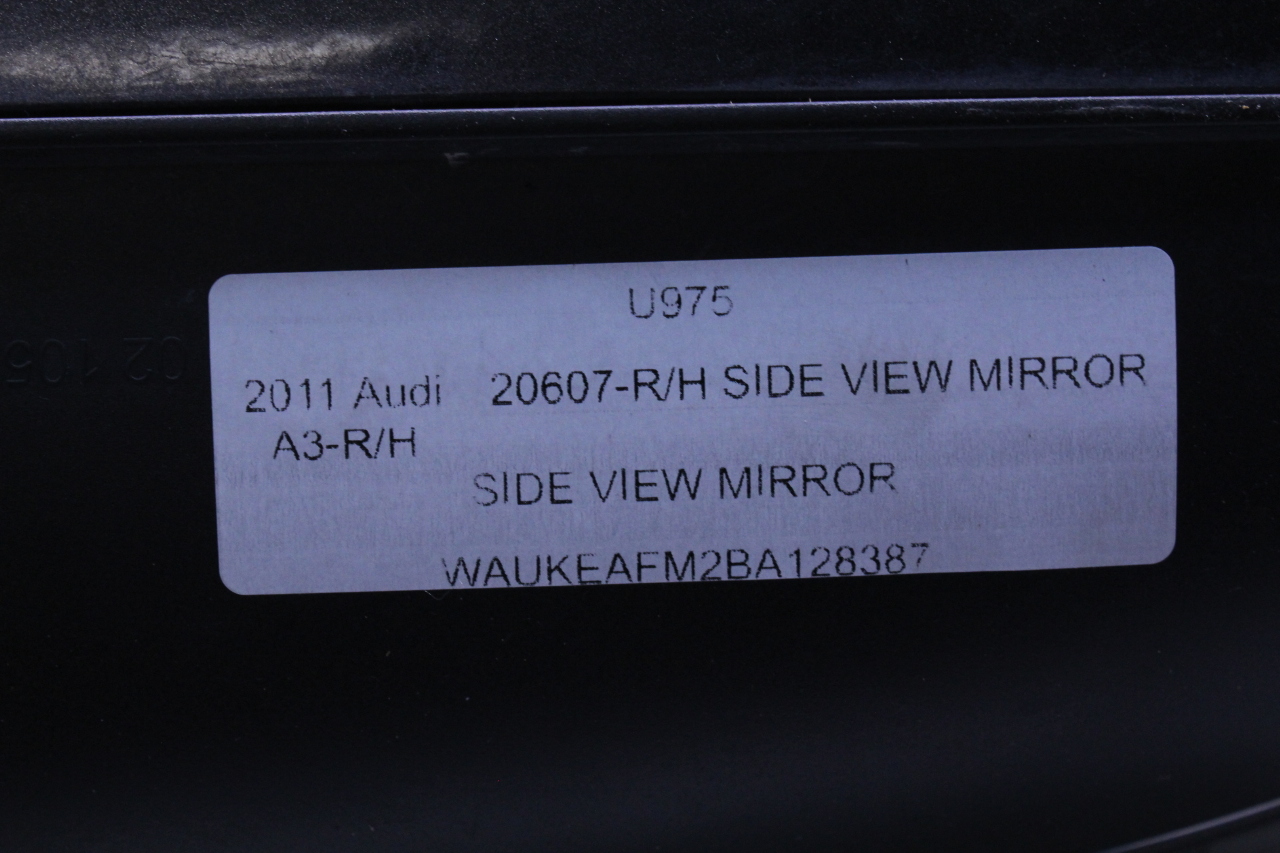 U975
2011 Audi 20607-R/H SIDE VIEW MIRROR
A3-R/H
SIDE VIEW MIRROR
WAUKEAFM2BA128387